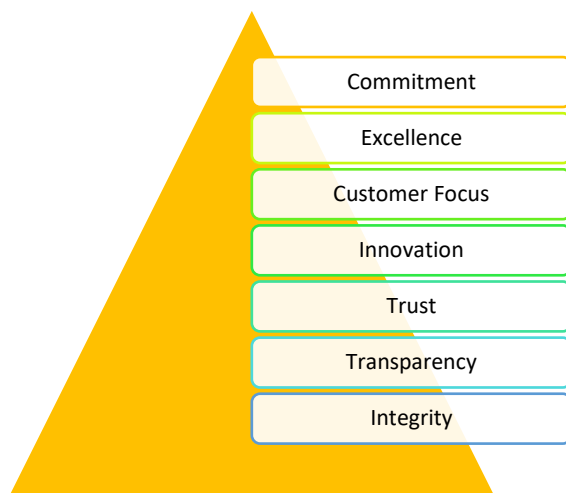 Commitment
Excellence
Customer Focus
Innovation
Trust
Transparency
Integrity